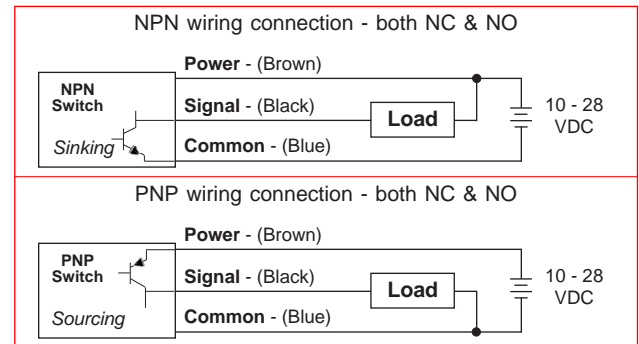 NPN wiring connection - both NC & NO
Power - (Brown)
NPN
Switch
Signal - (Black)
Load
10 - 28
VDC
Sinking
Common - (Blue)
PNP wiring connection - both NC & NO
Power - (Brown)
PNP
Switch
Signal - (Black)
Load
10 - 28
VDC
Sourcing
Common - (Blue)